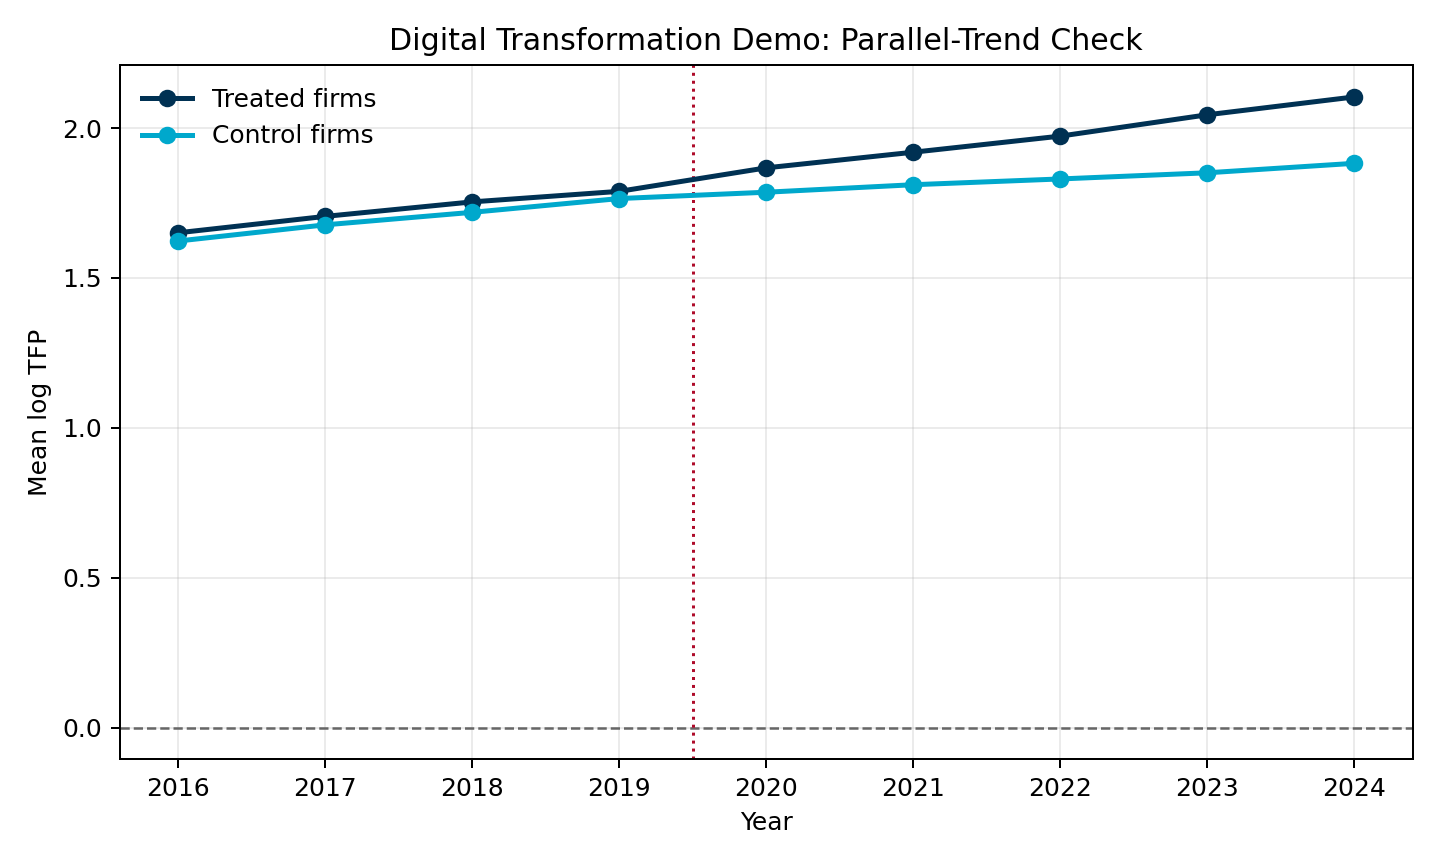 Digital Transformation Demo: Parallel-Trend Check
Treated firms
Control firms
2.0
1.5
1.0
0.5
0.0
Mean log TFP
2016 2017 2018 2019 2020 2021 2022 2023 2024
Year